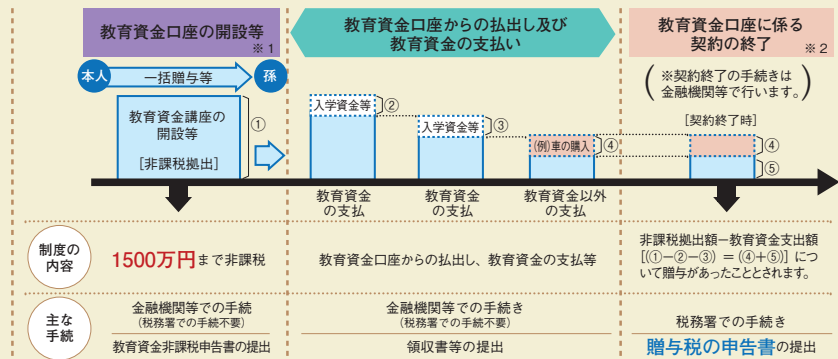 教育資金口座の開設等
※1
本人
一括贈与等
孫
教育資金講座の
開設等
[非課税拠出]
①
教育資金口座からの払出し及び
教育資金の支払い
入学資金等
②
教育資金
の支払
入学資金等
③
教育資金
の支払
(例)車の購入
④
教育資金以外
の支払
教育資金口座に係る
契約の終了
※2
(※契約終了の手続きは
金融機関等で行います。)
[契約終了時]
④
⑤
制度の
内容
1500万円まで非課税
教育資金口座からの払出し、教育資金の支払等
非課税拠出額−教育資金支出額
[(①−②−③)=(④+⑤)]につ
いて贈与があったこととされます。
主な
手続
金融機関等での手続
(税務署での手続不要)
教育資金非課税申告書の提出
金融機関等での手続き
(税務署での手続不要)
領収書等の提出
税務署での手続き
贈与税の申告書の提出